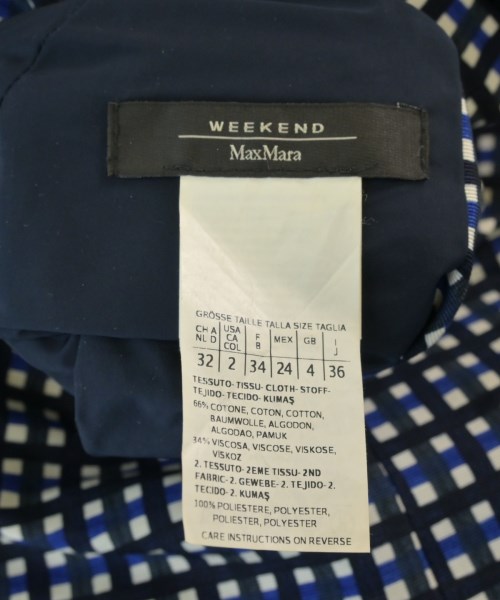 WEEKEND
MaxMara
GRÖSSE TAILLE TALLA SIZE TAGLIA
CH A USA F MEX GB I
NL D CA B J
COL
32 2 34 24 4 36
TESSUTO-TISSU-CLOTH-STOFF-
TEJIDO-TECIDO-KUMAŞ
66% COTONE, COTON, COTTON,
BAUMWOLLE, ALGODON,
ALGODAO, PAMUK
34% VISCOSA, VISCOSE, VISKOSE,
VISKOZ
2. TESSUTO-2EME TISSU-2ND
FABRIC-2. GEWEBE-2. TEJIDO-2.
TECIDO-2. KUMAŞ
100% POLIESTERE, POLYESTER,
POLIESTER, POLYESTER
CARE INSTRUCTIONS ON REVERSE